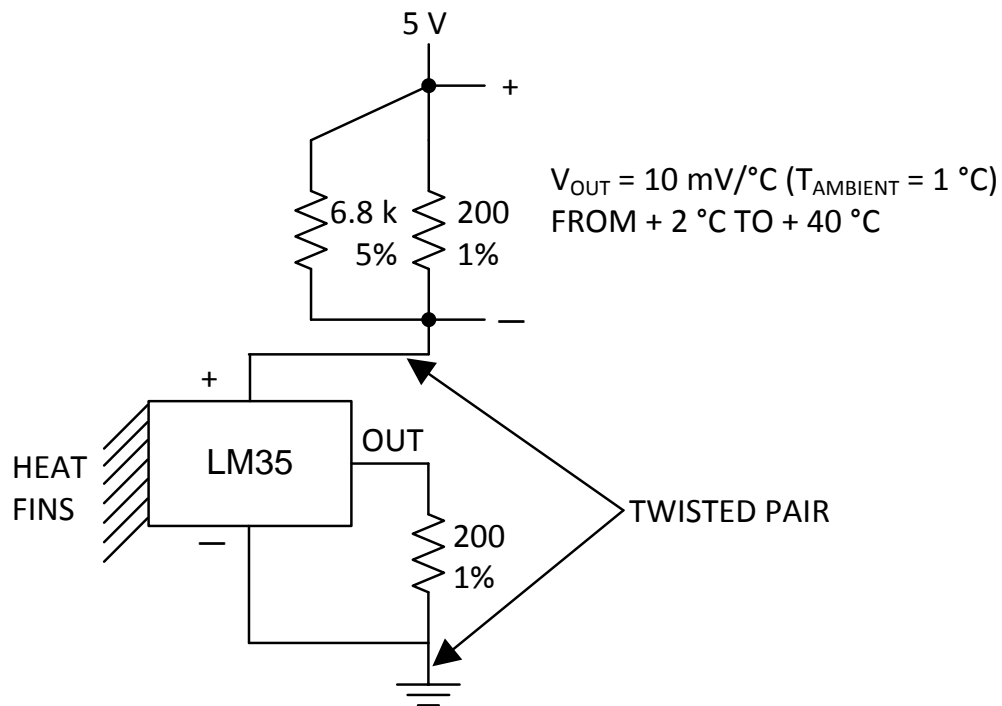 5 V
+
6.8 k
5%
200
1%
V_OUT = 10 mV/°C (T_AMBIENT = 1 °C)
FROM + 2 °C TO + 40 °C
—
+
HEAT
FINS
LM35
OUT
—
200
1%
TWISTED PAIR